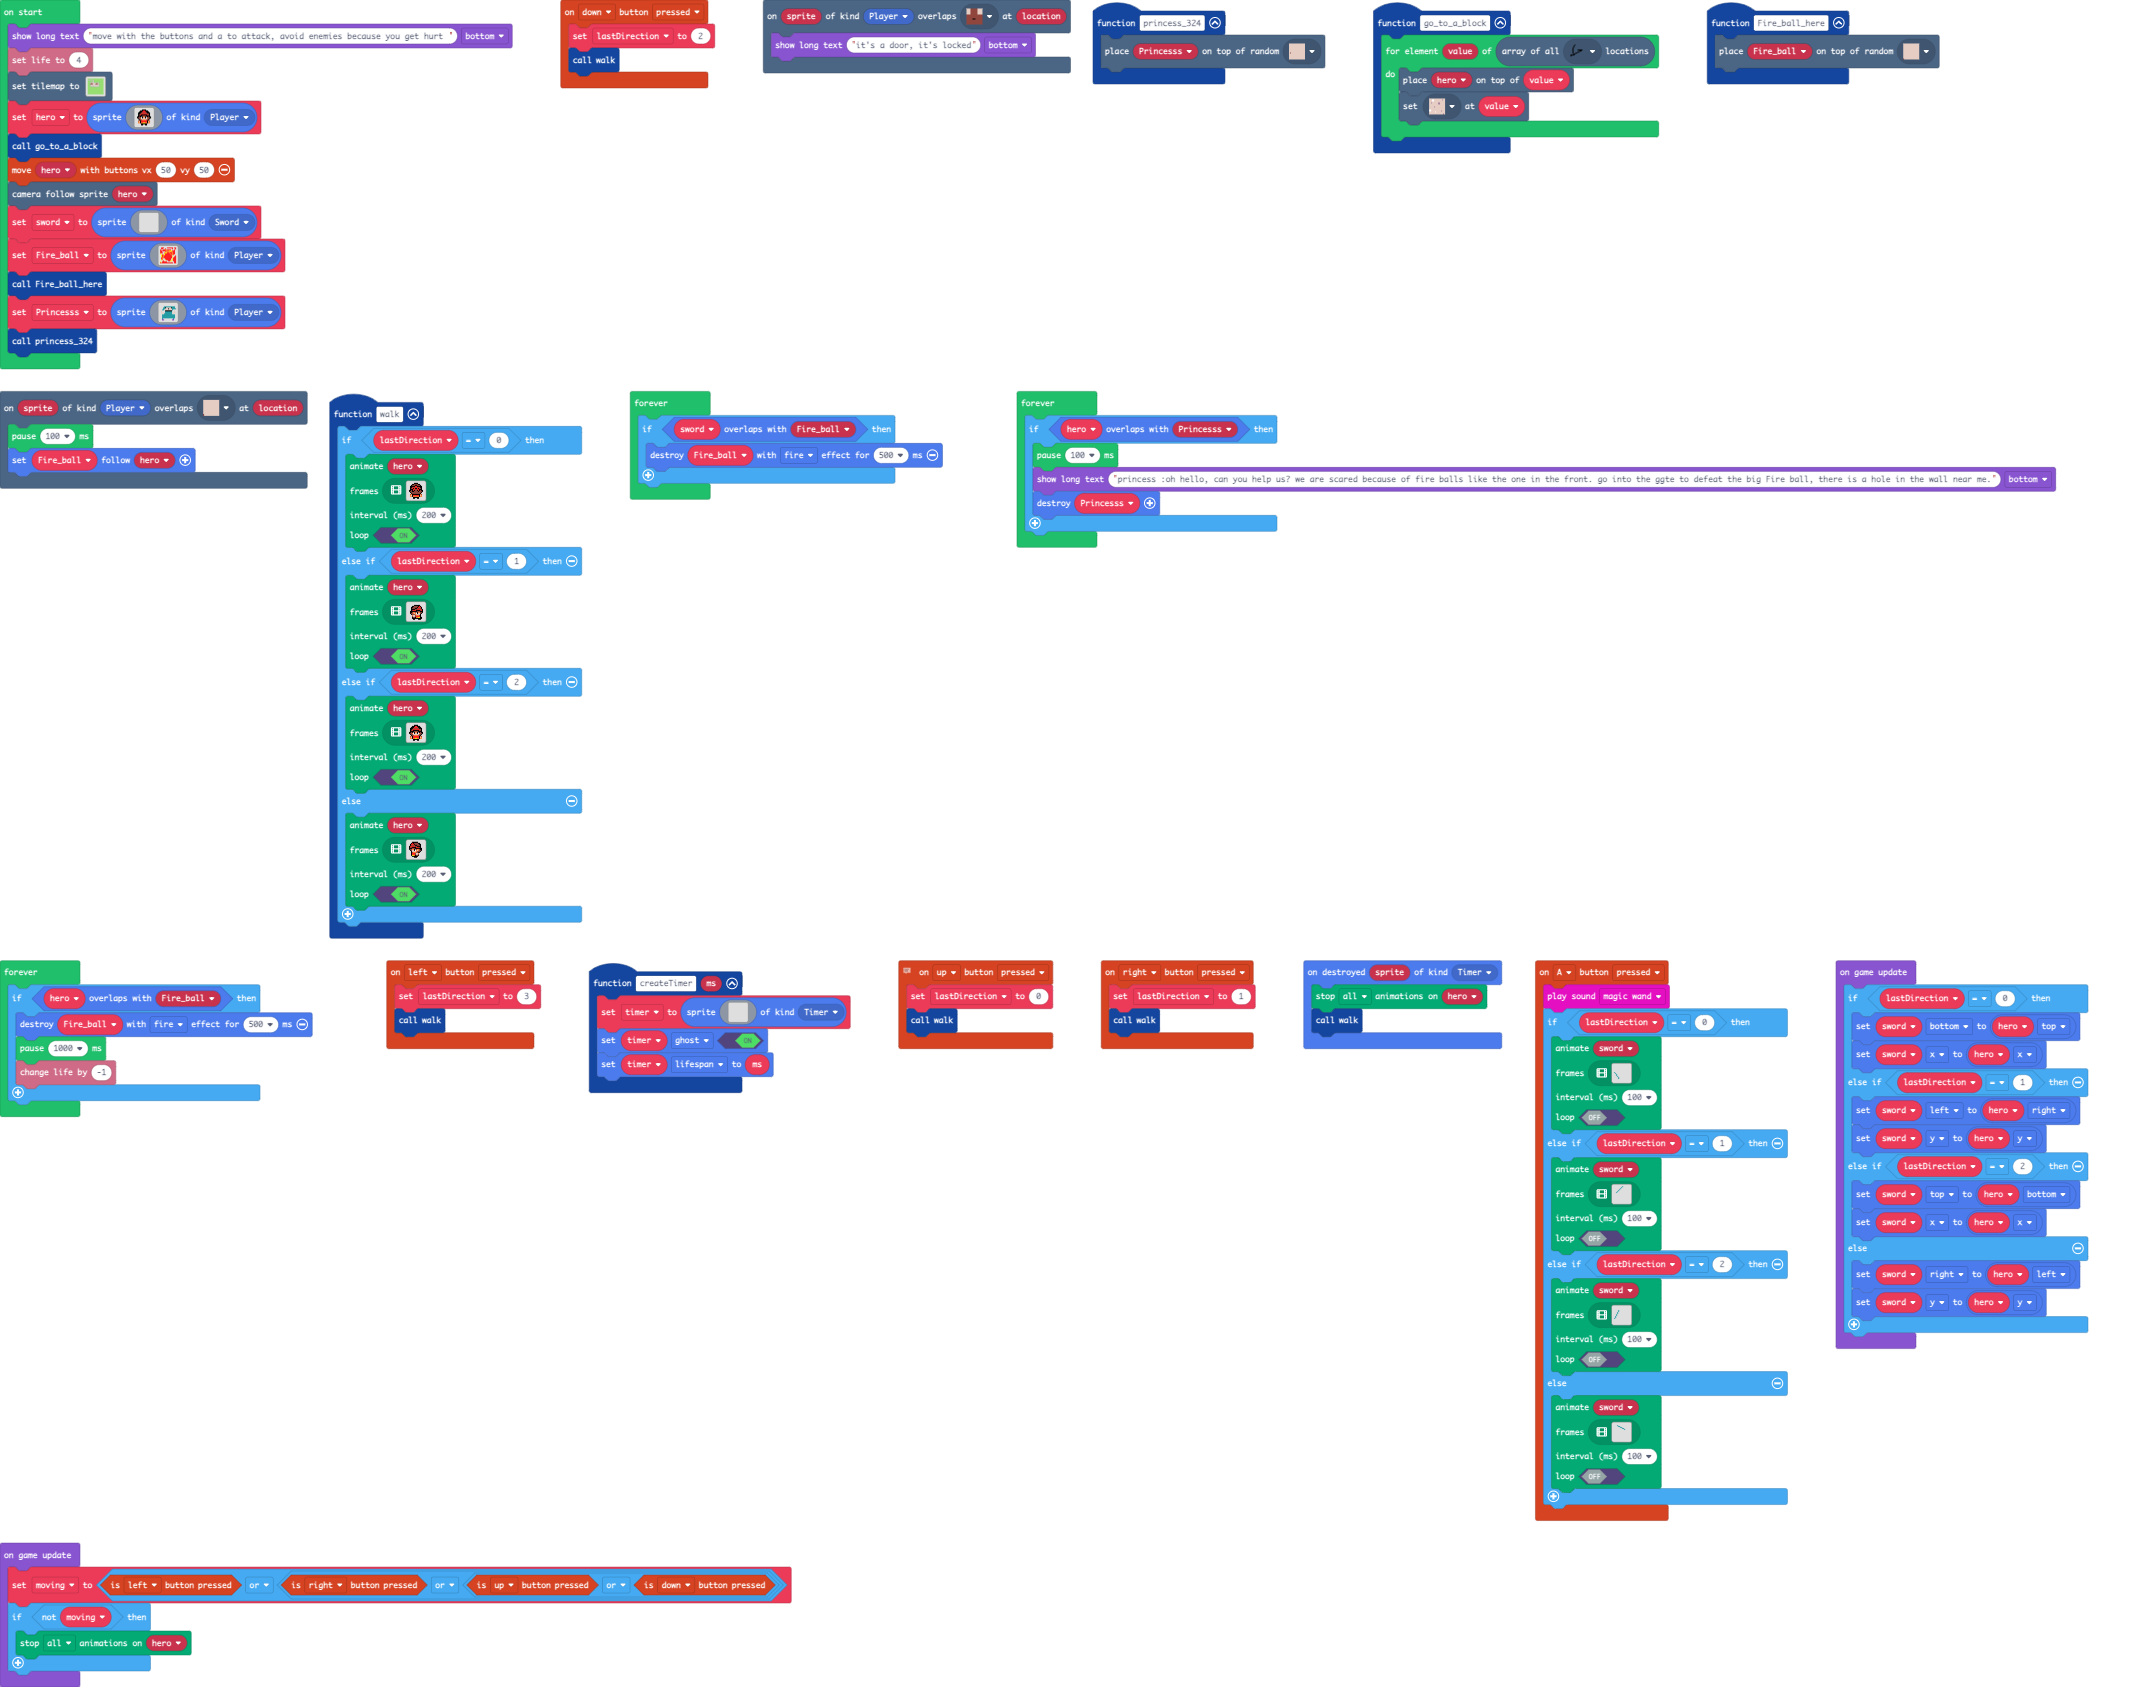 on start
show long text "move with the buttons and a to attack, avoid enemies because you get hurt " bottom
set life to 4
set tilemap to
set hero to sprite of kind Player
call go_to_a_block
move hero with buttons vx 50 vy 50
camera follow sprite hero
set sword to sprite of kind Sword
set Fire_ball to sprite of kind Player
call Fire_ball_here
set Princesss to sprite of kind Player
call princess_324
on down button pressed
set lastDirection to 2
call walk
on sprite of kind Player overlaps at location
show long text "it's a door, it's locked" bottom
function princess_324
place Princesss on top of random
function go_to_a_block
for element value of array of all locations
do
place hero on top of value
set at value
function Fire_ball_here
place Fire_ball on top of random
on sprite of kind Player overlaps at location
pause 100 ms
set Fire_ball follow hero
function walk
if lastDirection = 0 then
animate hero
frames
interval (ms) 200
loop ON
else if lastDirection = 1 then
animate hero
frames
interval (ms) 200
loop ON
else if lastDirection = 2 then
animate hero
frames
interval (ms) 200
loop ON
else
animate hero
frames
interval (ms) 200
loop ON
forever
if sword overlaps with Fire_ball then
destroy Fire_ball with fire effect for 500 ms
forever
if hero overlaps with Princesss then
pause 100 ms
show long text "princess :oh hello, can you help us? we are scared because of fire balls like the one in the front. go into the ggte to defeat the big Fire ball, there is a hole in the wall near me." bottom
destroy Princesss
forever
if hero overlaps with Fire_ball then
destroy Fire_ball with fire effect for 500 ms
pause 1000 ms
change life by -1
on left button pressed
set lastDirection to 3
call walk
function createTimer ms
set timer to sprite of kind Timer
set timer ghost ON
set timer lifespan to ms
on up button pressed
set lastDirection to 0
call walk
on right button pressed
set lastDirection to 1
call walk
on destroyed sprite of kind Timer
stop all animations on hero
call walk
on A button pressed
play sound magic wand
if lastDirection = 0 then
animate sword
frames
interval (ms) 100
loop OFF
else if lastDirection = 1 then
animate sword
frames
interval (ms) 100
loop OFF
else if lastDirection = 2 then
animate sword
frames
interval (ms) 100
loop OFF
else
animate sword
frames
interval (ms) 100
loop OFF
on game update
if lastDirection = 0 then
set sword bottom to hero top
set sword x to hero x
else if lastDirection = 1 then
set sword left to hero right
set sword y to hero y
else if lastDirection = 2 then
set sword top to hero bottom
set sword x to hero x
else
set sword right to hero left
set sword y to hero y
on game update
set moving to is left button pressed or is right button pressed or is up button pressed or is down button pressed
if not moving then
stop all animations on hero